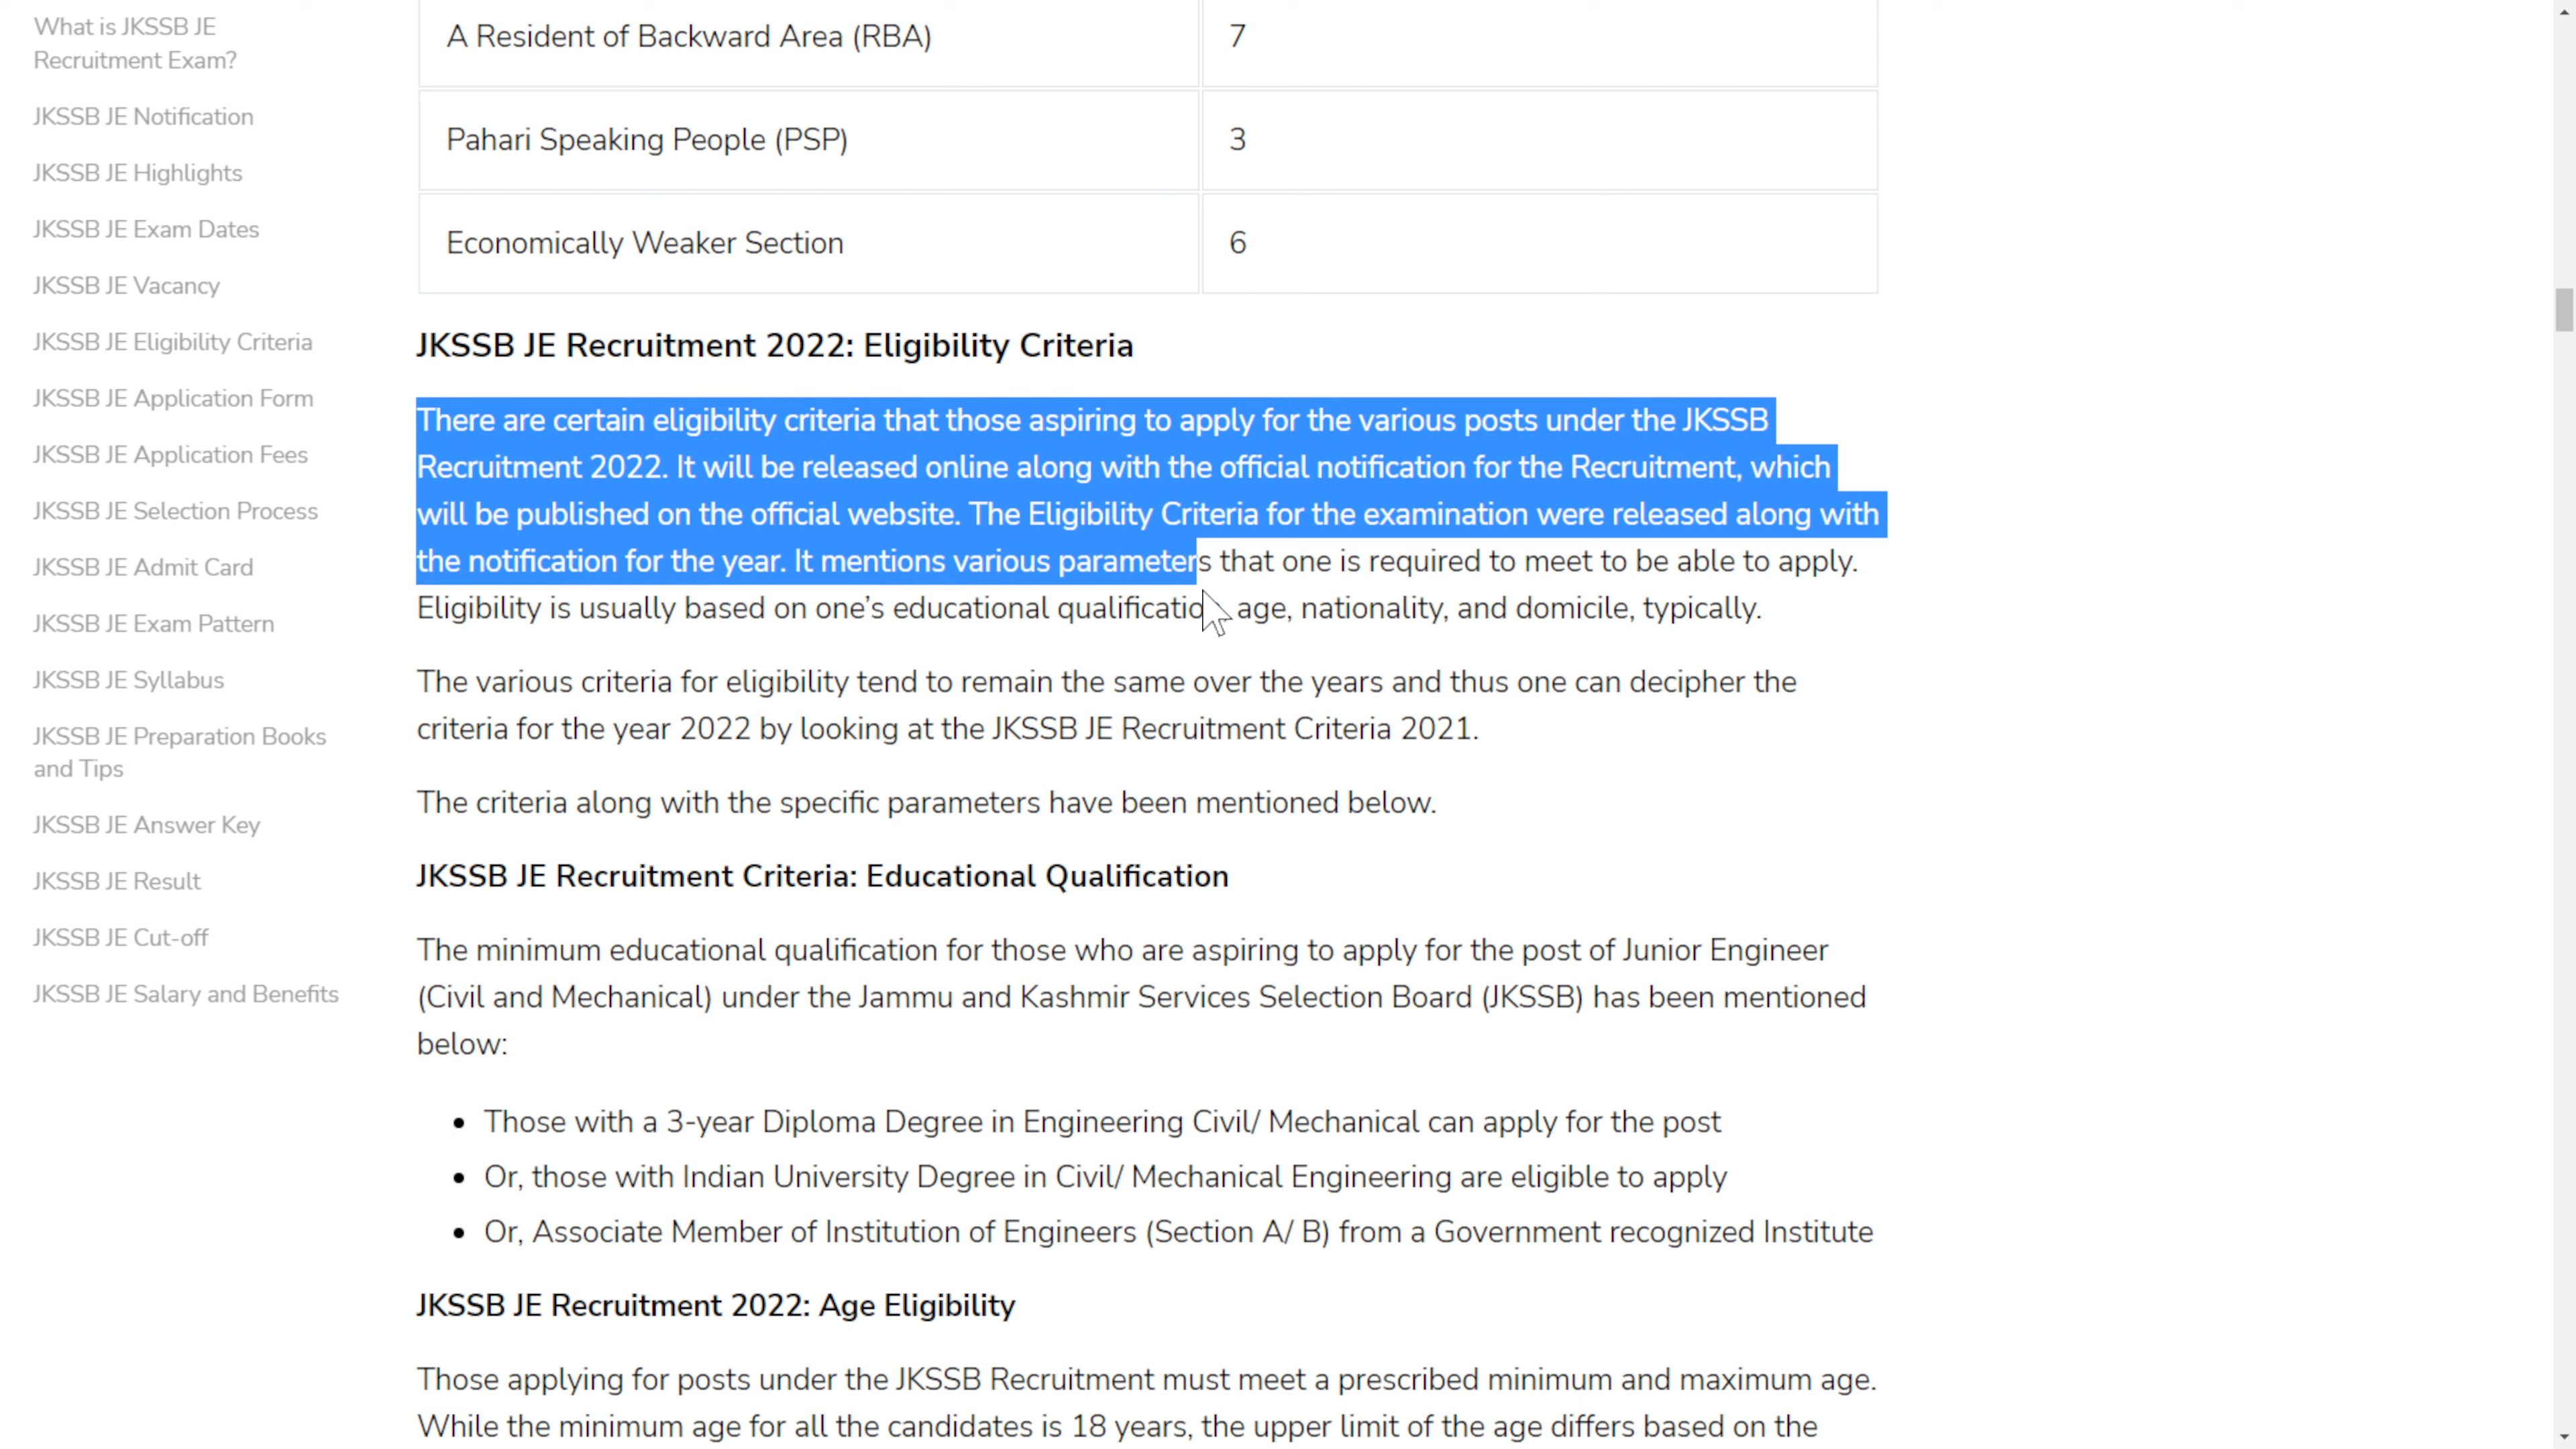 What is JKSSB JE
Recruitment Exam?
JKSSB JE Notification
JKSSB JE Highlights
JKSSB JE Exam Dates
JKSSB JE Vacancy
JKSSB JE Eligibility Criteria
JKSSB JE Application Form
JKSSB JE Application Fees
JKSSB JE Selection Process
JKSSB JE Admit Card
JKSSB JE Exam Pattern
JKSSB JE Syllabus
JKSSB JE Preparation Books
and Tips
JKSSB JE Answer Key
JKSSB JE Result
JKSSB JE Cut-off
JKSSB JE Salary and Benefits
A Resident of Backward Area (RBA) 7
Pahari Speaking People (PSP) 3
Economically Weaker Section 6
JKSSB JE Recruitment 2022: Eligibility Criteria
There are certain eligibility criteria that those aspiring to apply for the various posts under the JKSSB
Recruitment 2022. It will be released online along with the official notification for the Recruitment, which
will be published on the official website. The Eligibility Criteria for the examination were released along with
the notification for the year. It mentions various parameters that one is required to meet to be able to apply.
Eligibility is usually based on one’s educational qualification, age, nationality, and domicile, typically.
The various criteria for eligibility tend to remain the same over the years and thus one can decipher the
criteria for the year 2022 by looking at the JKSSB JE Recruitment Criteria 2021.
The criteria along with the specific parameters have been mentioned below.
JKSSB JE Recruitment Criteria: Educational Qualification
The minimum educational qualification for those who are aspiring to apply for the post of Junior Engineer
(Civil and Mechanical) under the Jammu and Kashmir Services Selection Board (JKSSB) has been mentioned
below:
• Those with a 3-year Diploma Degree in Engineering Civil/ Mechanical can apply for the post
• Or, those with Indian University Degree in Civil/ Mechanical Engineering are eligible to apply
• Or, Associate Member of Institution of Engineers (Section A/ B) from a Government recognized Institute
JKSSB JE Recruitment 2022: Age Eligibility
Those applying for posts under the JKSSB Recruitment must meet a prescribed minimum and maximum age.
While the minimum age for all the candidates is 18 years, the upper limit of the age differs based on the